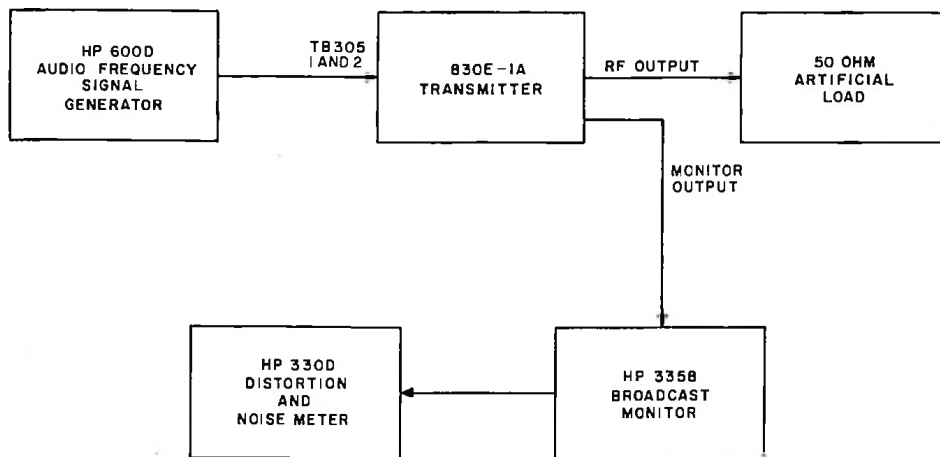 HP 600D
AUDIO FREQUENCY
SIGNAL
GENERATOR
TB305
1 AND 2
830E-1A
TRANSMITTER
RF OUTPUT
50 OHM
ARTIFICIAL
LOAD
MONITOR
OUTPUT
HP 330D
DISTORTION
AND
NOISE METER
HP 335B
BROADCAST
MONITOR